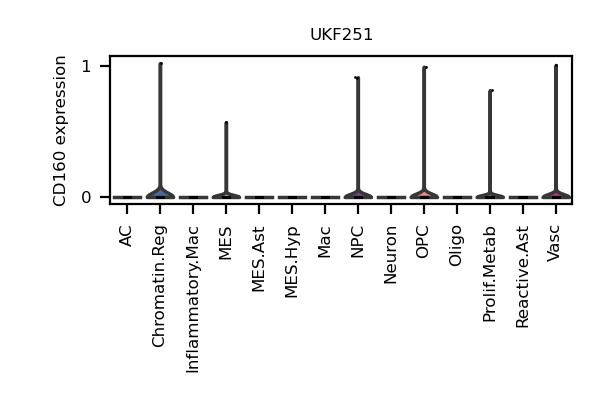 UKF251
CD160 expression
1
0
AC
Chromatin.Reg
Inflammatory.Mac
MES
MES.Ast
MES.Hyp
Mac
NPC
Neuron
OPC
Oligo
Prolif.Metab
Reactive.Ast
Vasc